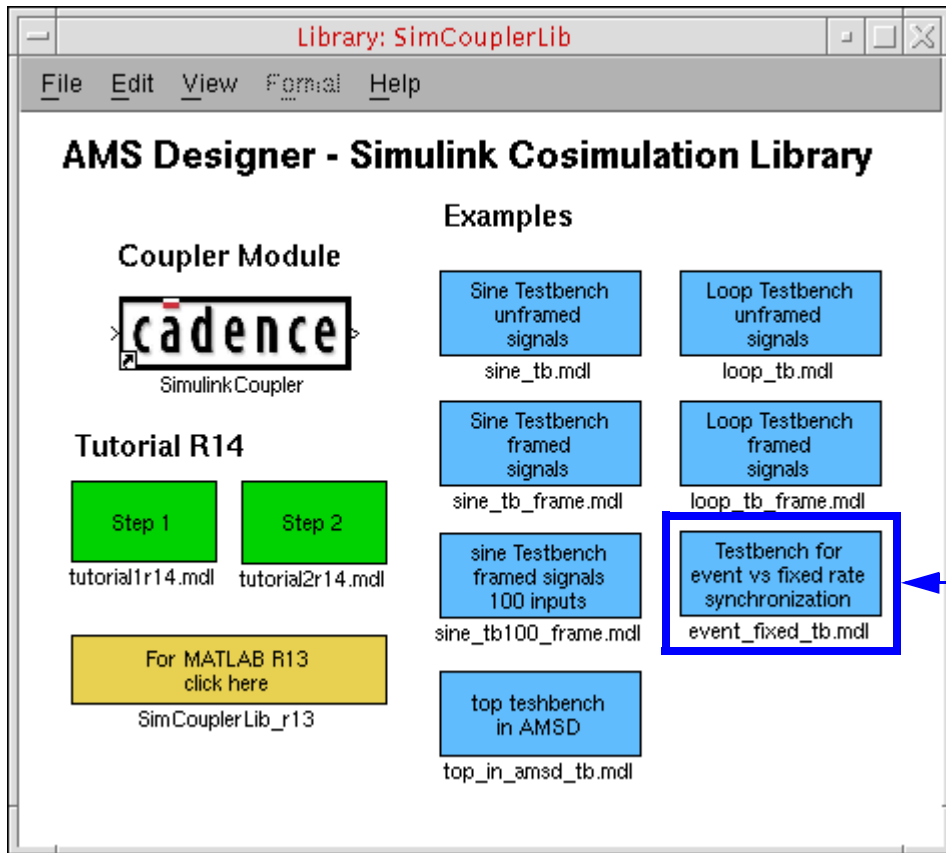 Library: SimCouplerLib
File Edit View Format Help
AMS Designer - Simulink Cosimulation Library
Coupler Module
cādence
SimulinkCoupler
Tutorial R14
Step 1
tutorial1r14.mdl
Step 2
tutorial2r14.mdl
For MATLAB R13
click here
SimCouplerLib_r13
Examples
Sine Testbench
unframed
signals
sine_tb.mdl
Loop Testbench
unframed
signals
loop_tb.mdl
Sine Testbench
framed
signals
sine_tb_frame.mdl
Loop Testbench
framed
signals
loop_tb_frame.mdl
sine Testbench
framed signals
100 inputs
sine_tb100_frame.mdl
Testbench for
event vs fixed rate
synchronization
event_fixed_tb.mdl
top teshbench
in AMSD
top_in_amsd_tb.mdl